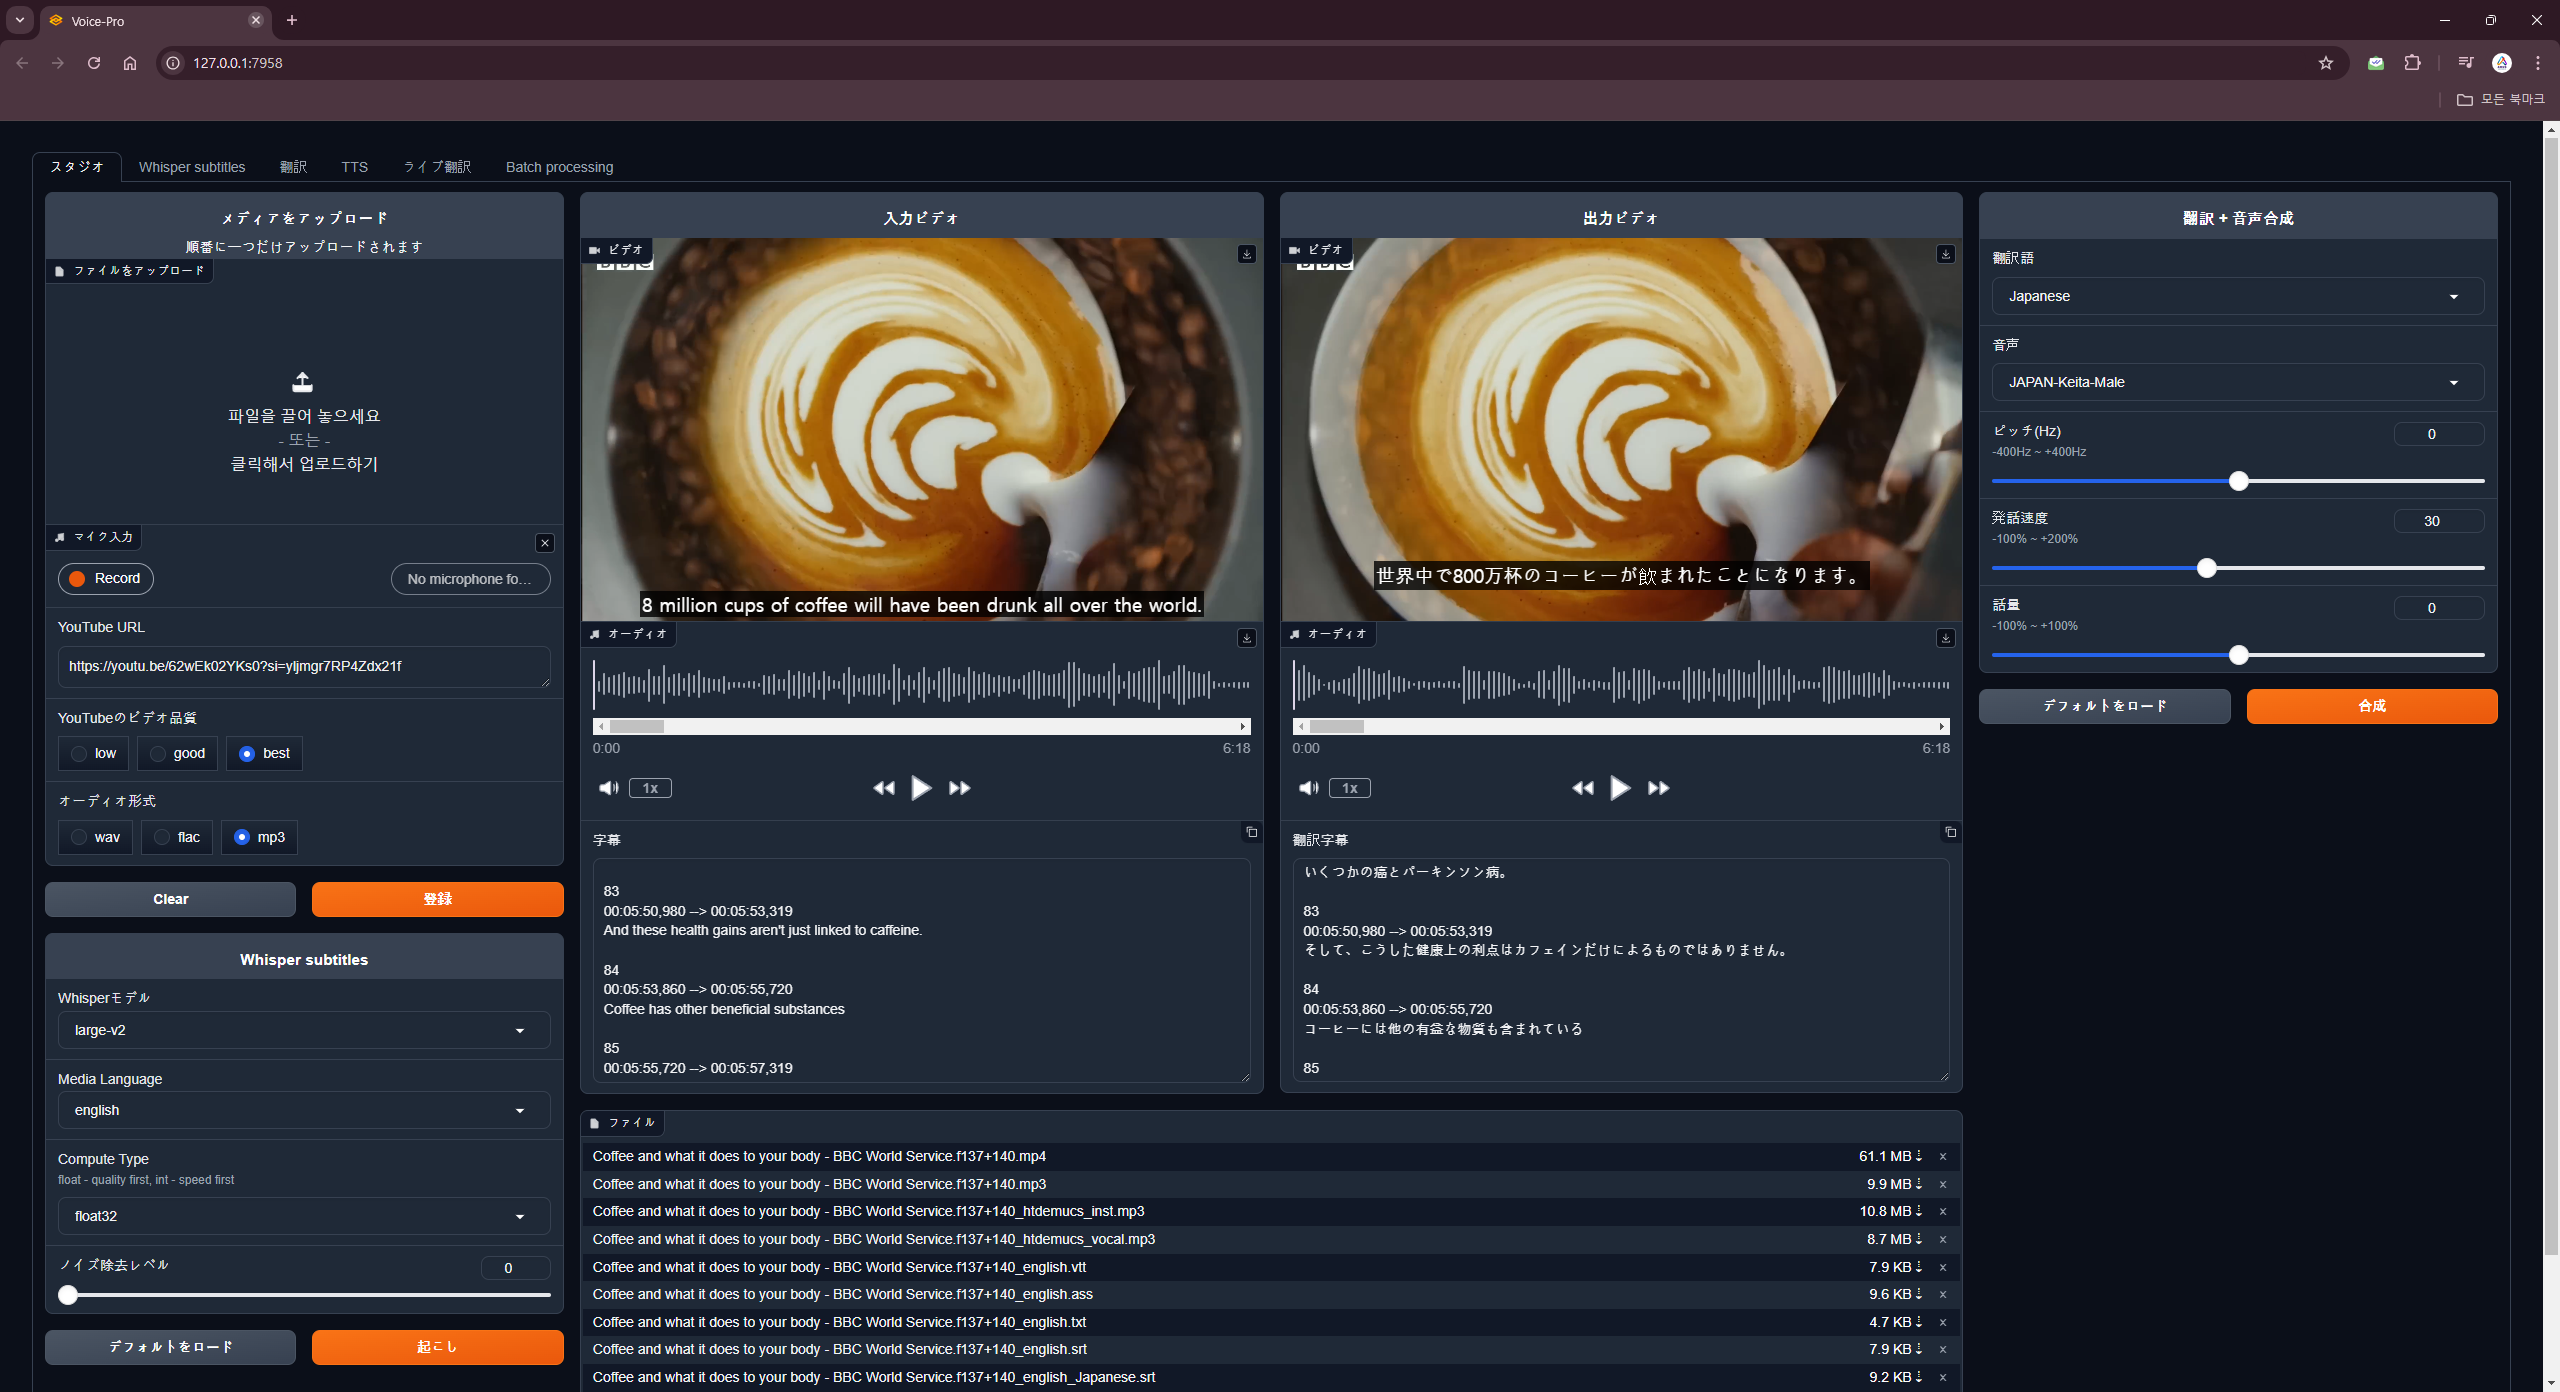 Voice-Pro
127.0.0.1:7958
모든 북마크
スタジオ
Whisper subtitles
翻訳
TTS
ライブ翻訳
Batch processing
メディアをアップロード
順番に一つだけアップロードされます
ファイルをアップロード
파일을 끌어 놓으세요
- 또는 -
클릭해서 업로드하기
マイク入力
Record
No microphone fo...
YouTube URL
https://youtu.be/62wEk02YKs0?si=yljmgr7RP4Zdx21f
YouTubeのビデオ品質
low
good
best
オーディオ形式
wav
flac
mp3
Clear
登録
Whisper subtitles
Whisperモデル
large-v2
Media Language
english
Compute Type
float - quality first, int - speed first
float32
ノイズ除去レベル
0
デフォルトをロード
起こし
入力ビデオ
ビデオ
8 million cups of coffee will have been drunk all over the world.
オーディオ
0:00
6:18
1x
字幕
83
00:05:50,980 --> 00:05:53,319
And these health gains aren't just linked to caffeine.
84
00:05:53,860 --> 00:05:55,720
Coffee has other beneficial substances
85
00:05:55,720 --> 00:05:57,319
出力ビデオ
ビデオ
世界中で800万杯のコーヒーが飲まれたことになります。
オーディオ
0:00
6:18
1x
翻訳字幕
いくつかの癌とパーキンソン病。
83
00:05:50,980 --> 00:05:53,319
そして、こうした健康上の利点はカフェインだけによるものではありません。
84
00:05:53,860 --> 00:05:55,720
コーヒーには他の有益な物質も含まれている
85
ファイル
Coffee and what it does to your body - BBC World Service.f137+140.mp4 61.1 MB ⇣ ×
Coffee and what it does to your body - BBC World Service.f137+140.mp3 9.9 MB ⇣ ×
Coffee and what it does to your body - BBC World Service.f137+140_htdemucs_inst.mp3 10.8 MB ⇣ ×
Coffee and what it does to your body - BBC World Service.f137+140_htdemucs_vocal.mp3 8.7 MB ⇣ ×
Coffee and what it does to your body - BBC World Service.f137+140_english.vtt 7.9 KB ⇣ ×
Coffee and what it does to your body - BBC World Service.f137+140_english.ass 9.6 KB ⇣ ×
Coffee and what it does to your body - BBC World Service.f137+140_english.txt 4.7 KB ⇣ ×
Coffee and what it does to your body - BBC World Service.f137+140_english.srt 7.9 KB ⇣ ×
Coffee and what it does to your body - BBC World Service.f137+140_english_Japanese.srt 9.2 KB ⇣ ×
翻訳 + 音声合成
翻訳語
Japanese
音声
JAPAN-Keita-Male
ピッチ(Hz)
-400Hz ~ +400Hz
0
発話速度
-100% ~ +200%
30
話量
-100% ~ +100%
0
デフォルトをロード
合成